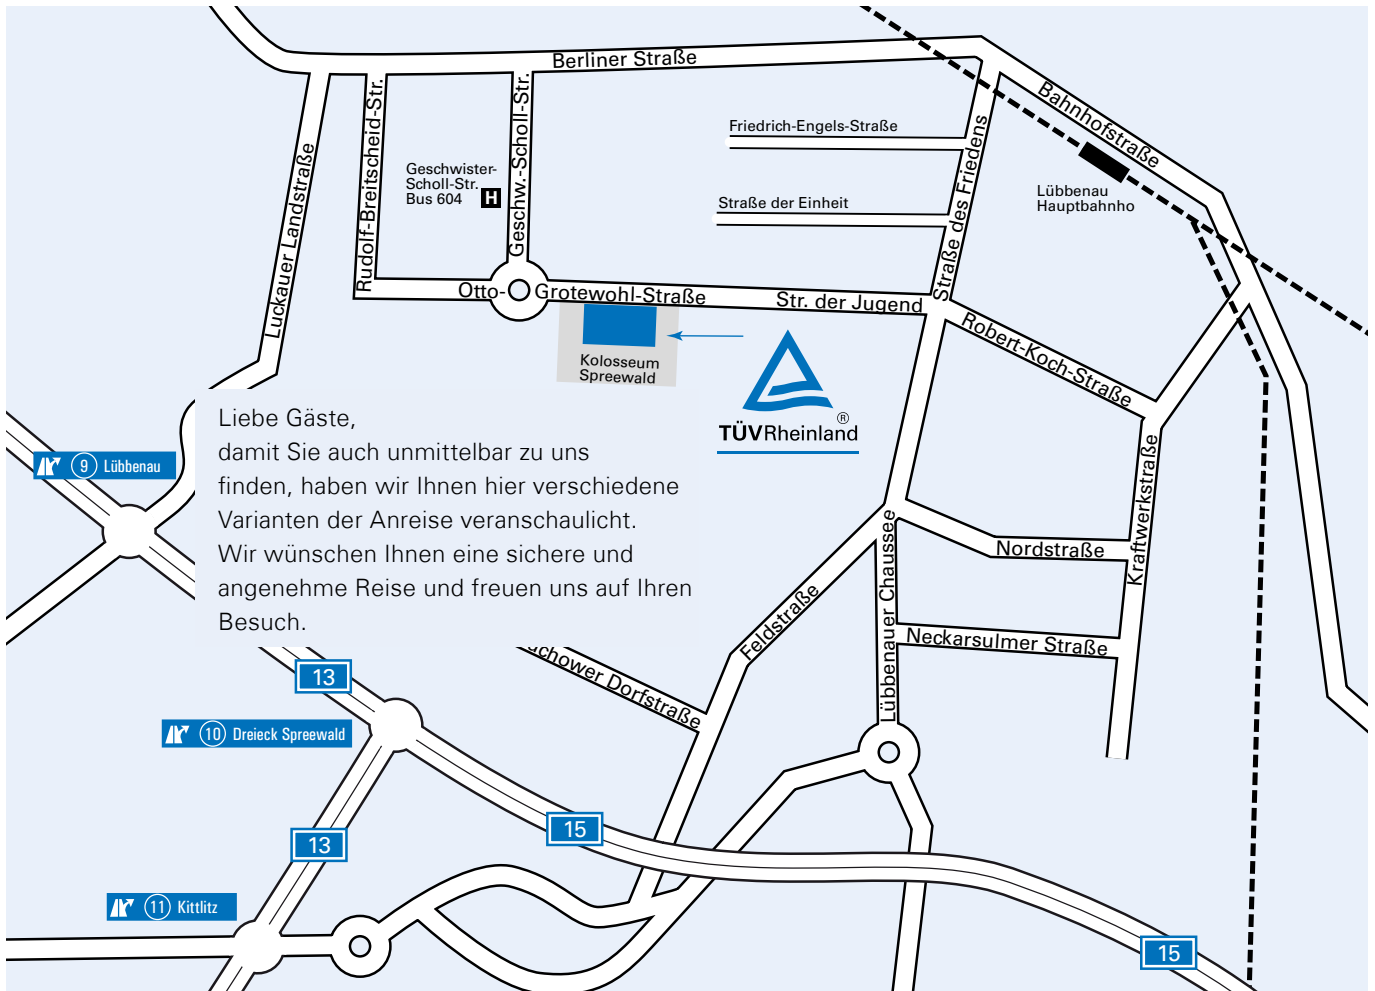 Berliner Straße
Bahnhofstraße
Luckauer Landstraße
Rudolf-Breitscheid-Str.
Geschw.-Scholl-Str.
Geschwister-
Scholl-Str.
Bus 604
H
Friedrich-Engels-Straße
Straße der Einheit
Straße des Friedens
Lübbenau
Hauptbahnho
Otto-Grotewohl-Straße
Str. der Jugend
Robert-Koch-Straße
Kolosseum
Spreewald
®
TÜVRheinland
Liebe Gäste,
damit Sie auch unmittelbar zu uns
finden, haben wir Ihnen hier verschiedene
Varianten der Anreise veranschaulicht.
Wir wünschen Ihnen eine sichere und
angenehme Reise und freuen uns auf Ihren
Besuch.
9 Lübbenau
Kraftwerkstraße
Nordstraße
Lübbenauer Chaussee
Feldstraße
Neckarsulmer Straße
chower Dorfstraße
13
10 Dreieck Spreewald
15
13
11 Kittlitz
15